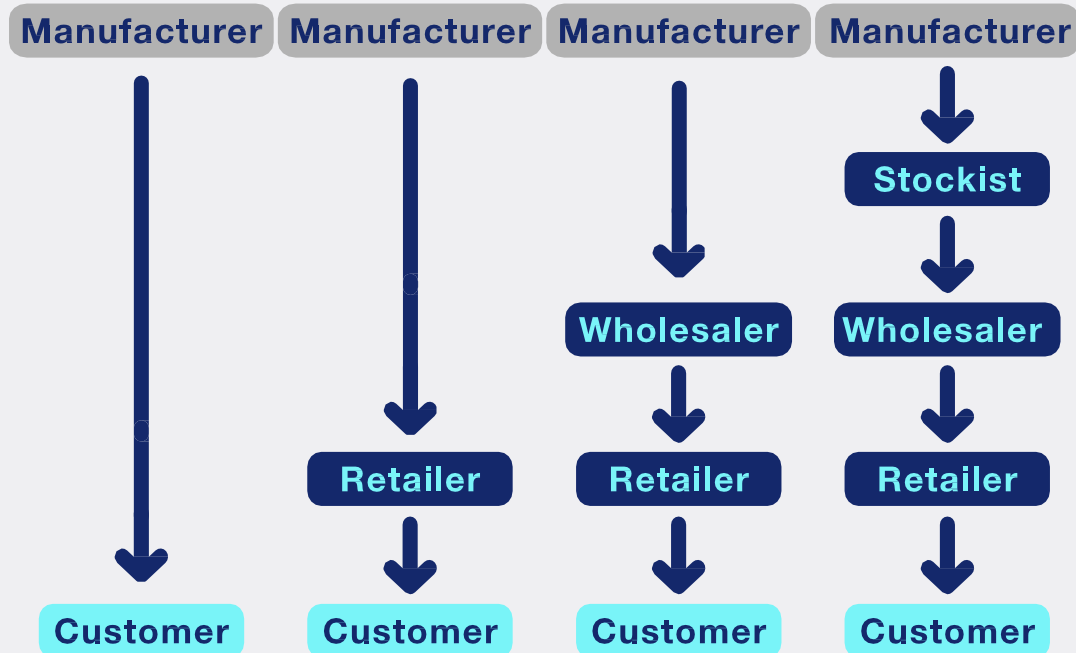 Manufacturer Manufacturer Manufacturer Manufacturer
Stockist
Wholesaler Wholesaler
Retailer Retailer Retailer
Customer Customer Customer Customer